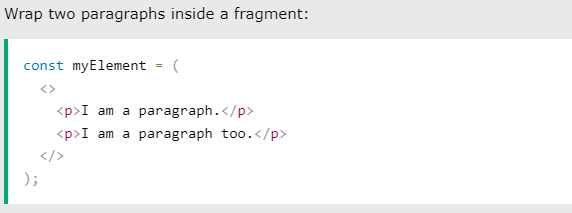 Wrap two paragraphs inside a fragment:
const myElement = (
  <>
    <p>I am a paragraph.</p>
    <p>I am a paragraph too.</p>
  </>
);